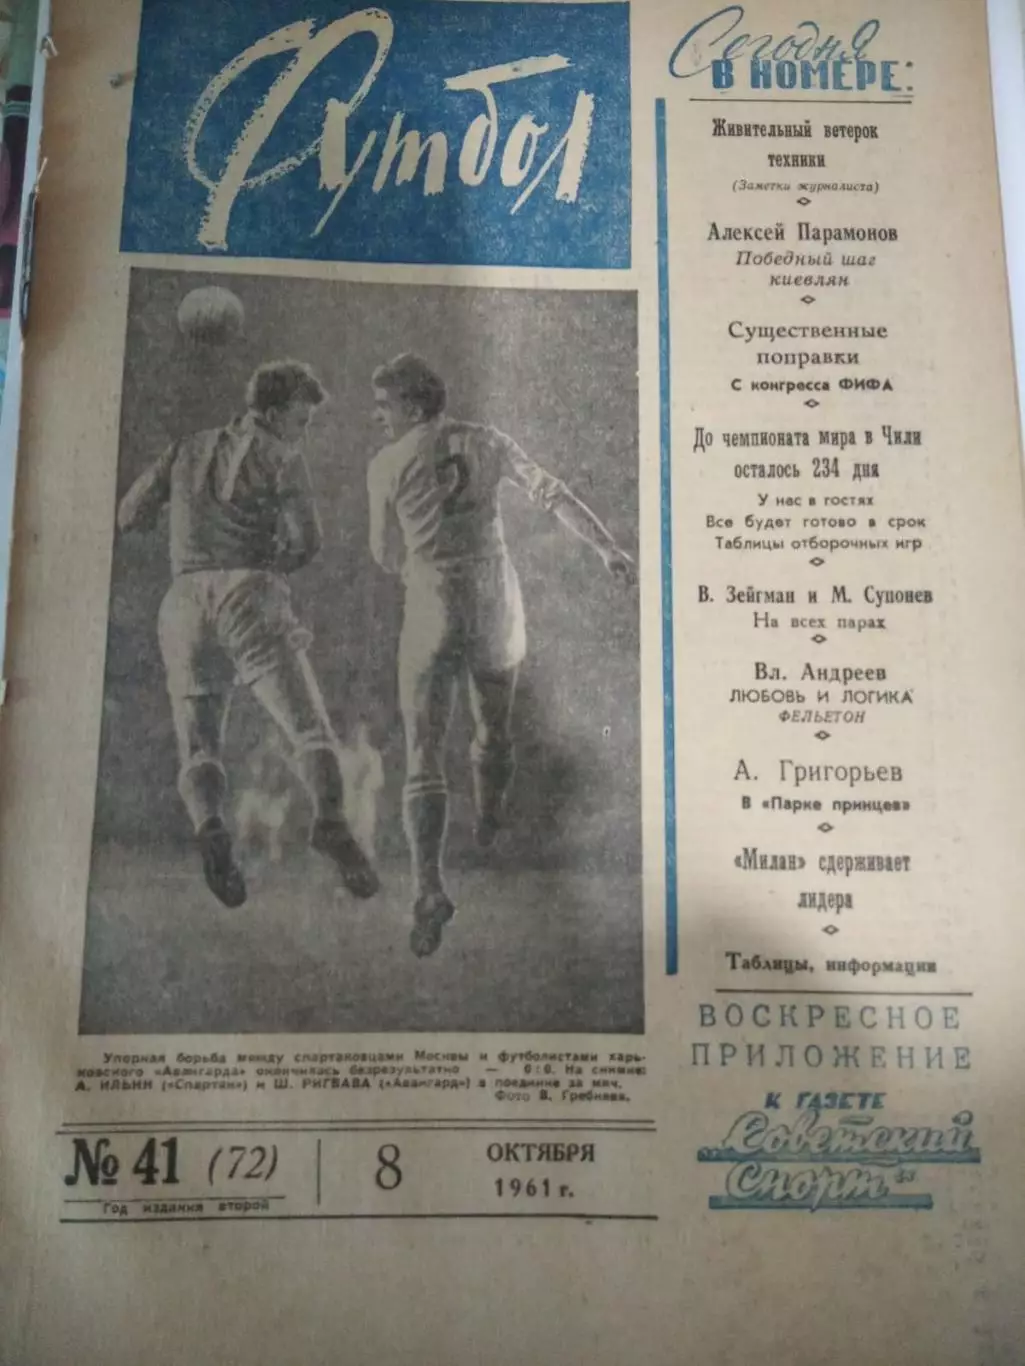 Футбол
Упорная борьба между спартаковцами Москвы и футболистами харь-
ковского «Авангарда» окончилась безрезультатно — 0:0. На снимке:
А. ИЛЬИН («Спартак») и Ш. РИГВАВА («Авангард») в поединке за мяч.
Фото В. Гребнева.
№ 41 (72)
Год издания второй
8
ОКТЯБРЯ
1961 г.
Сегодня
В НОМЕРЕ:
Живительный ветерок
техники
(Заметки журналиста)
Алексей Парамонов
Победный шаг
киевлян
Существенные
поправки
С конгресса ФИФА
До чемпионата мира в Чили
осталось 234 дня
У нас в гостях
Все будет готово в срок
Таблицы отборочных игр
В. Зейгман и М. Супонев
На всех парах
Вл. Андреев
ЛЮБОВЬ И ЛОГИКА
ФЕЛЬЕТОН
А. Григорьев
В «Парке принцев»
«Милан» сдерживает
лидера
Таблицы, информации
ВОСКРЕСНОЕ
ПРИЛОЖЕНИЕ
К ГАЗЕТЕ
„Советский
Спорт“